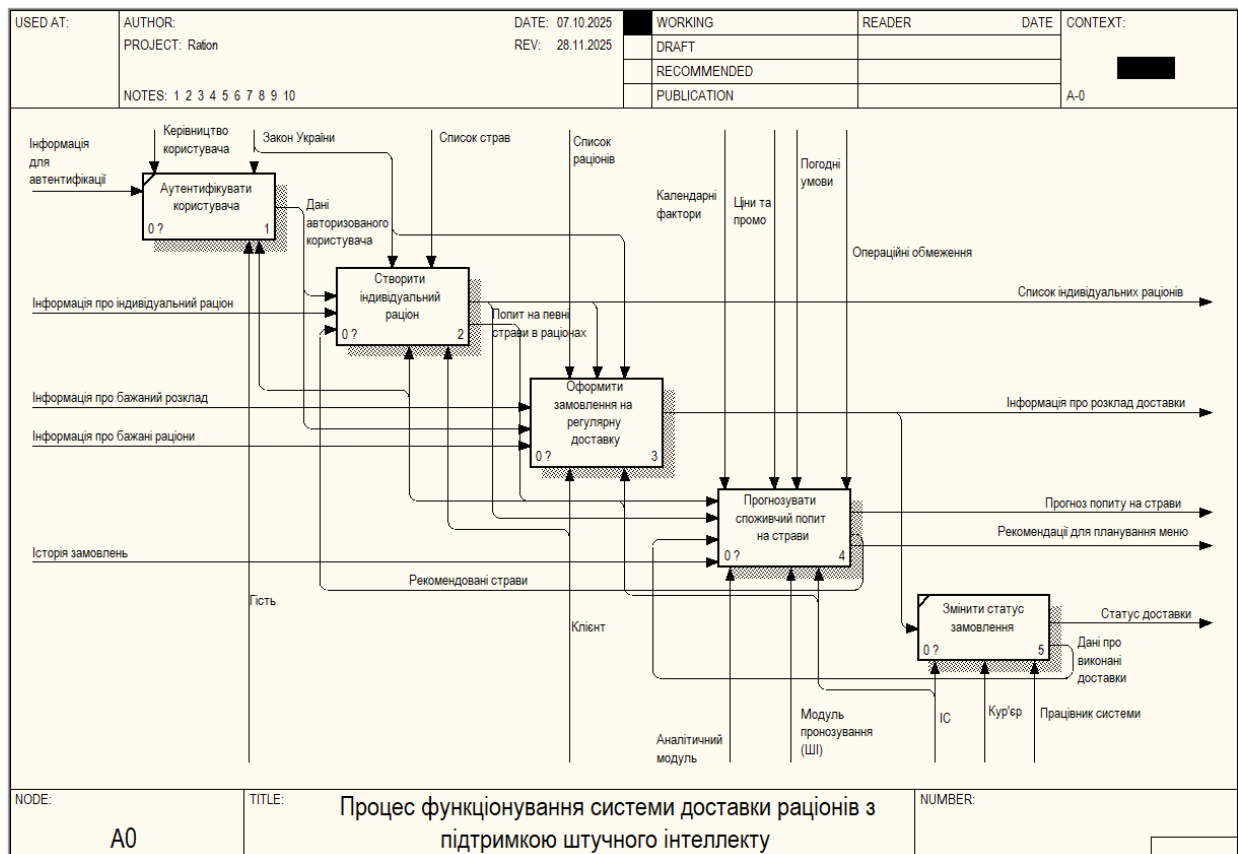 USED AT:
AUTHOR:
DATE: 07.10.2025
WORKING
READER
DATE
CONTEXT:
PROJECT: Ration
REV: 28.11.2025
DRAFT
RECOMMENDED
NOTES: 1 2 3 4 5 6 7 8 9 10
PUBLICATION
A-0
Інформація
для
автентифікації
Керівництво
користувача
Закон України
Список страв
Список
раціонів
Календарні
фактори
Ціни та
промо
Погодні
умови
Операційні обмеження
Аутентифікувати
користувача
0 ?
1
Дані
авторизованого
користувача
Інформація про індивідуальний раціон
Створити
індивідуальний
раціон
0 ?
2
Попит на певні
страви в раціонах
Список індивідуальних раціонів
Інформація про бажаний розклад
Інформація про бажані раціони
Оформити
замовлення на
регулярну
доставку
0 ?
3
Інформація про розклад доставки
Прогнозувати
споживчий попит
на страви
0 ?
4
Прогноз попиту на страви
Рекомендації для планування меню
Історія замовлень
Рекомендовані страви
Гість
Клієнт
Змінити статус
замовлення
0 ?
5
Статус доставки
Дані про
виконані
доставки
Аналітичний
модуль
Модуль
пронозування
(ШІ)
ІС
Кур'єр
Працівник системи
NODE:
A0
TITLE:
Процес функціонування системи доставки раціонів з
підтримкою штучного інтеллекту
NUMBER: